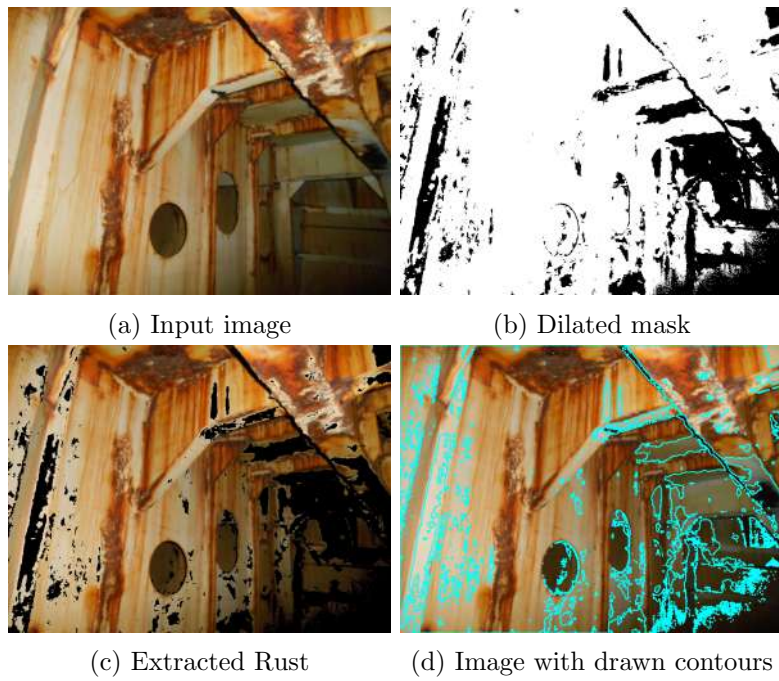 (a) Input image
(b) Dilated mask
(c) Extracted Rust
(d) Image with drawn contours